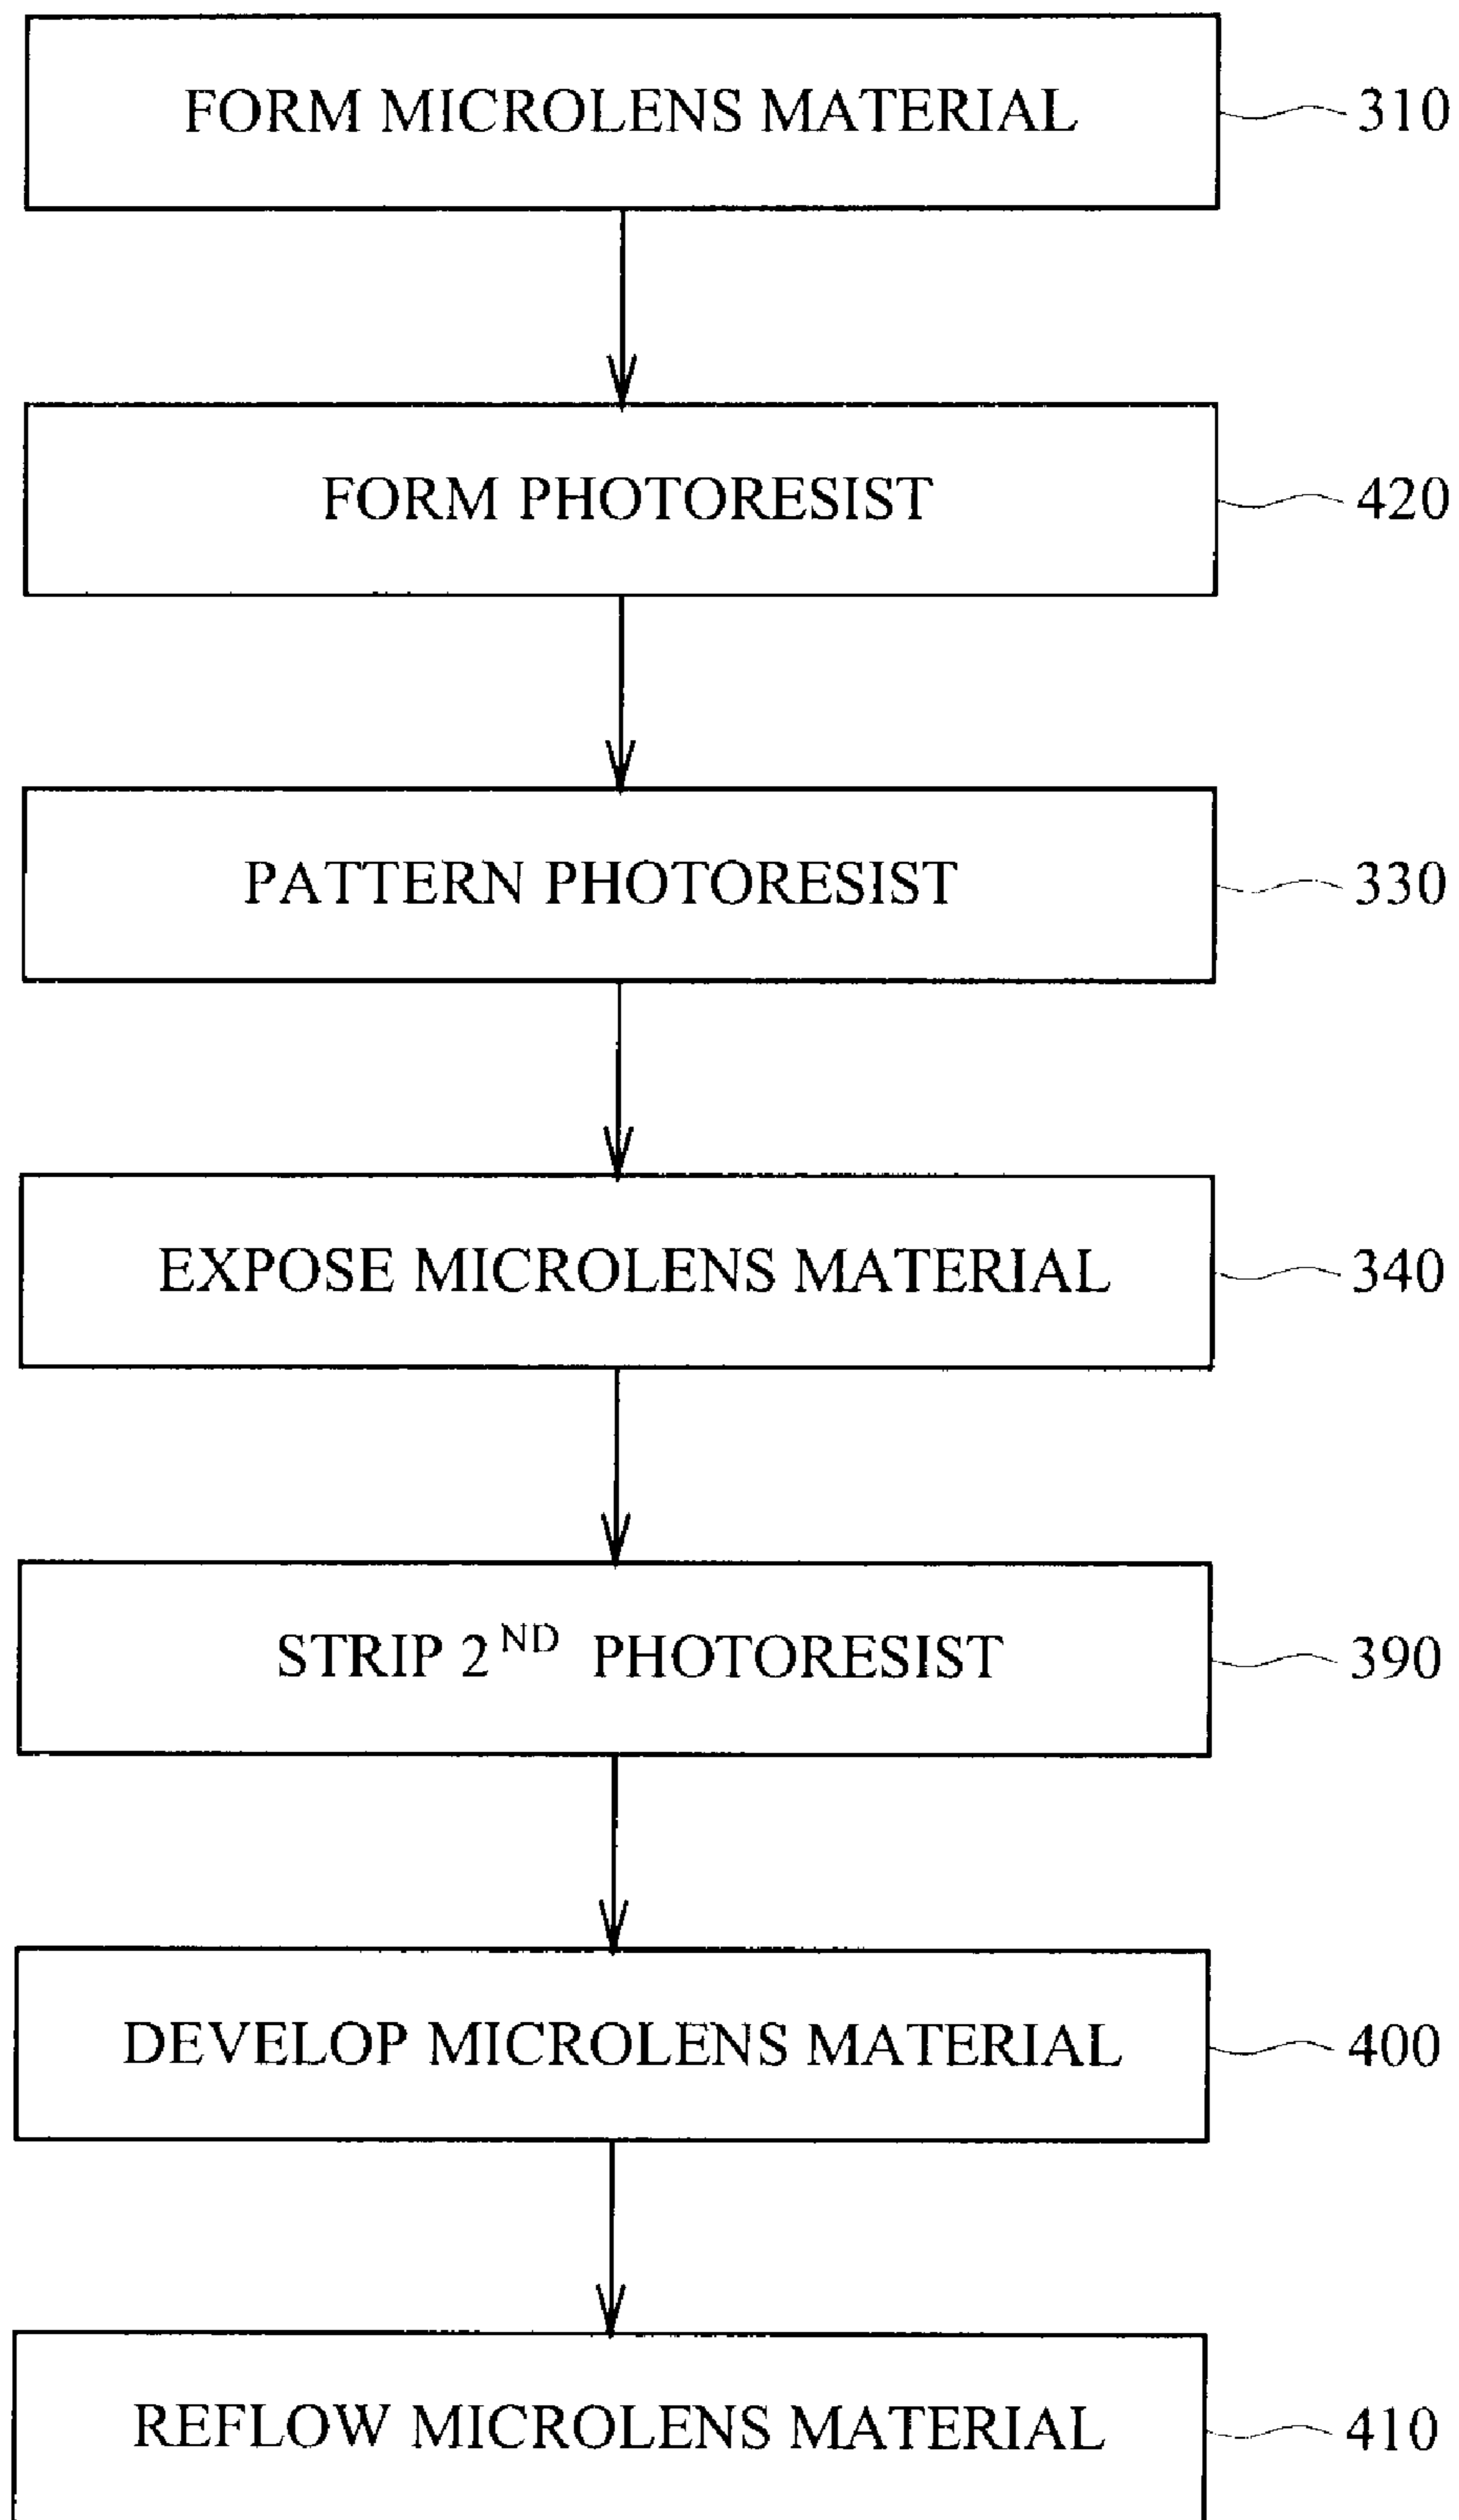 FORM MICROLENS MATERIAL 310
FORM PHOTORESIST 420
PATTERN PHOTORESIST 330
EXPOSE MICROLENS MATERIAL 340
STRIP 2ND PHOTORESIST 390
DEVELOP MICROLENS MATERIAL 400
REFLOW MICROLENS MATERIAL 410